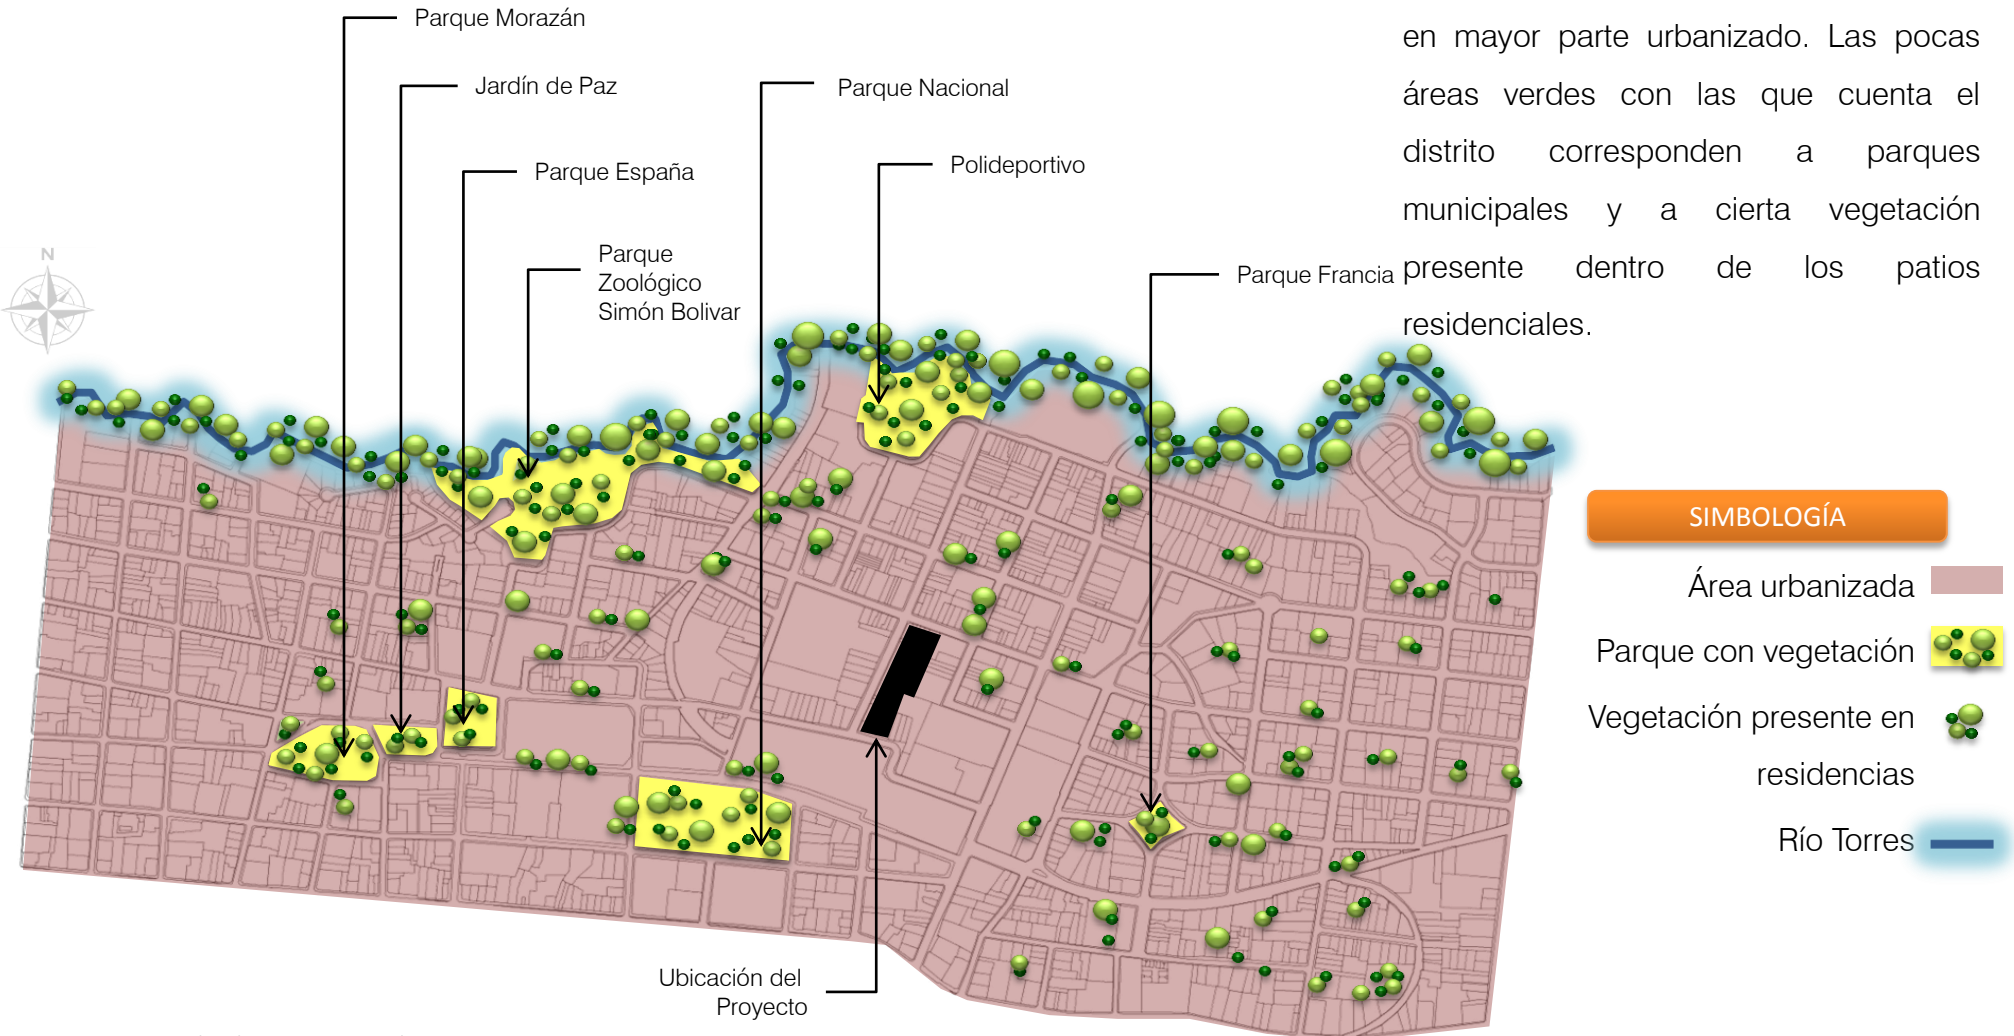 Parque Morazán
Jardín de Paz
Parque España
Parque
Zoológico
Simón Bolivar
Parque Nacional
Polideportivo
Parque Francia
en mayor parte urbanizado. Las pocas
áreas verdes con las que cuenta el
distrito corresponden a parques
municipales y a cierta vegetación
presente dentro de los patios
residenciales.
N
SIMBOLOGÍA
Área urbanizada
Parque con vegetación
Vegetación presente en
residencias
Río Torres
Ubicación del
Proyecto